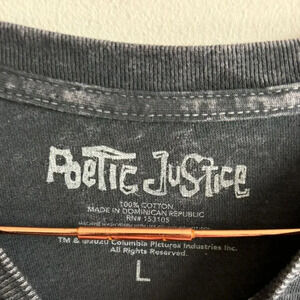 Poetic Justice
100% COTTON
MADE IN DOMINICAN REPUBLIC
RN# 153105
TM & ©2020 Columbia Pictures Industries Inc.
All Rights Reserved.
L